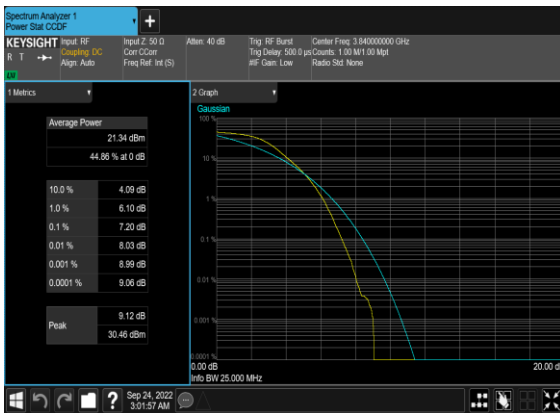 Spectrum Analyzer 1
Power Stat CCDF
+
KEYSIGHT
R T
LV
Input: RF
Coupling: DC
Align: Auto
Input Z: 50 Ω
Corr CCorr
Freq Ref: Int (S)
Atten: 40 dB
Trig: RF Burst
Trig Delay: 500.0 µs
#IF Gain: Low
Center Freq: 3.840000000 GHz
Counts: 1.00 M/1.00 Mpt
Radio Std: None
1 Metrics
Average Power
21.34 dBm
44.86 % at 0 dB
10.0 % 4.09 dB
1.0 % 6.10 dB
0.1 % 7.20 dB
0.01 % 8.03 dB
0.001 % 8.99 dB
0.0001 % 9.06 dB
Peak
9.12 dB
30.46 dBm
2 Graph
Gaussian
100 %
10 %
1 %
0.1 %
0.01 %
0.001 %
0.0001 %
0.00 dB 20.00 d
Info BW 25.000 MHz
?
Sep 24, 2022
3:01:57 AM